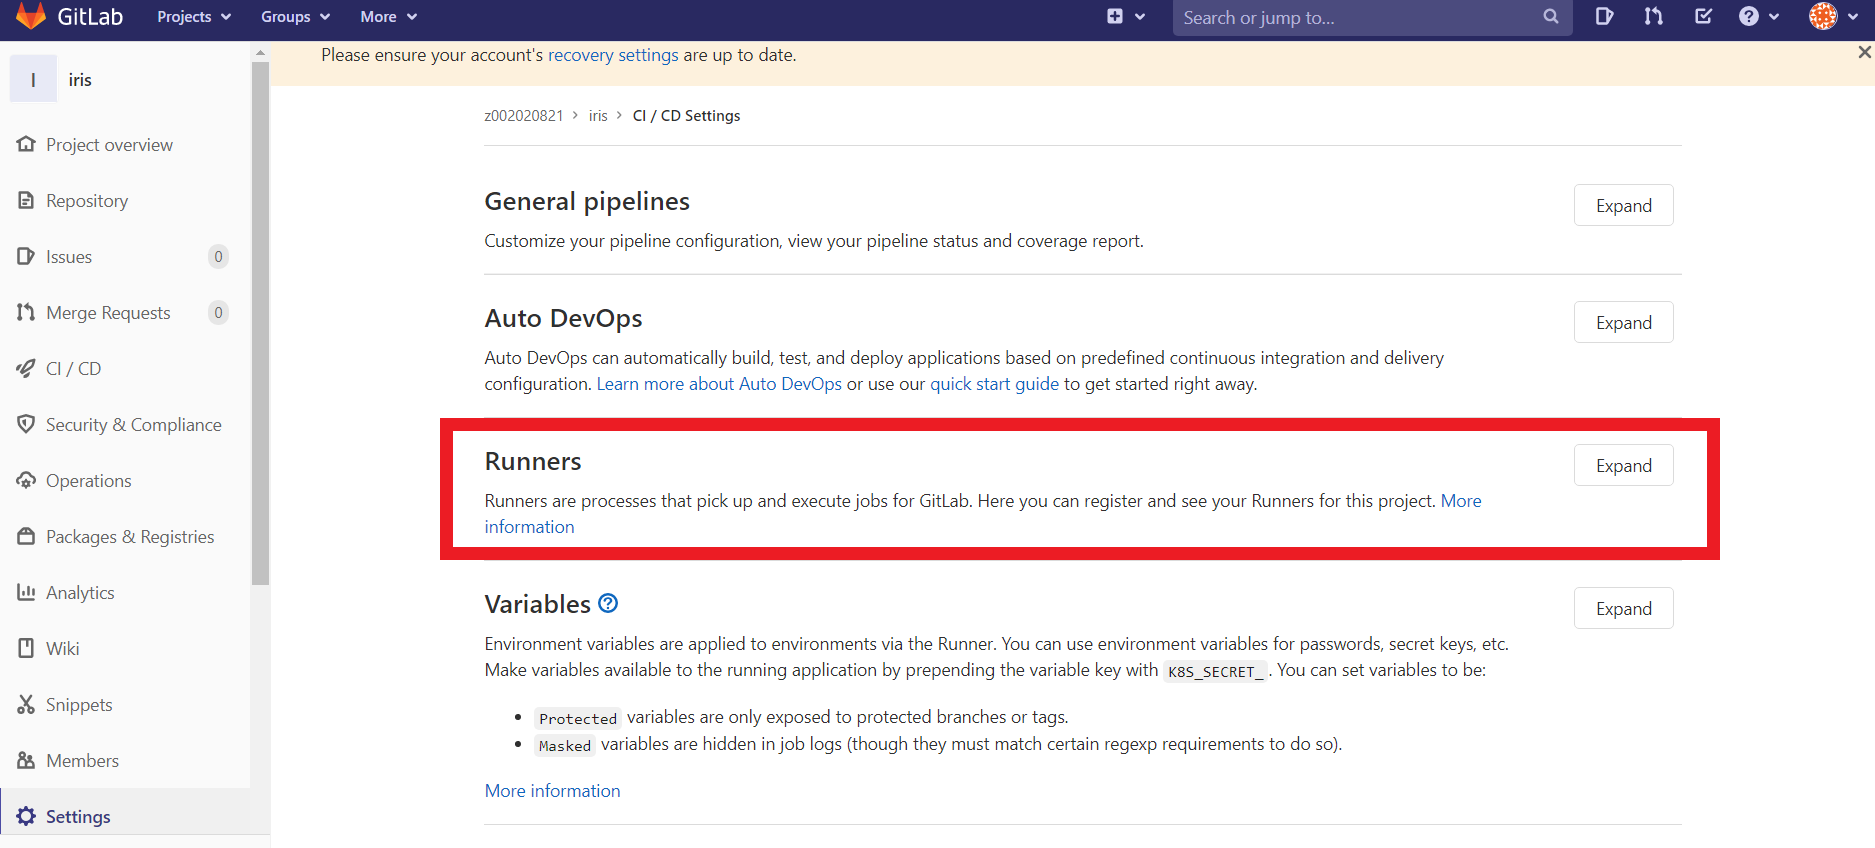 GitLab Projects Groups More Search or jump to...
Please ensure your account's recovery settings are up to date.
I iris
Project overview
Repository
Issues 0
Merge Requests 0
CI / CD
Security & Compliance
Operations
Packages & Registries
Analytics
Wiki
Snippets
Members
Settings
z002020821 > iris > CI / CD Settings
General pipelines
Expand
Customize your pipeline configuration, view your pipeline status and coverage report.
Auto DevOps
Expand
Auto DevOps can automatically build, test, and deploy applications based on predefined continuous integration and delivery
configuration. Learn more about Auto DevOps or use our quick start guide to get started right away.
Runners
Expand
Runners are processes that pick up and execute jobs for GitLab. Here you can register and see your Runners for this project. More
information
Variables
Expand
Environment variables are applied to environments via the Runner. You can use environment variables for passwords, secret keys, etc.
Make variables available to the running application by prepending the variable key with K8S_SECRET_. You can set variables to be:
• Protected variables are only exposed to protected branches or tags.
• Masked variables are hidden in job logs (though they must match certain regexp requirements to do so).
More information